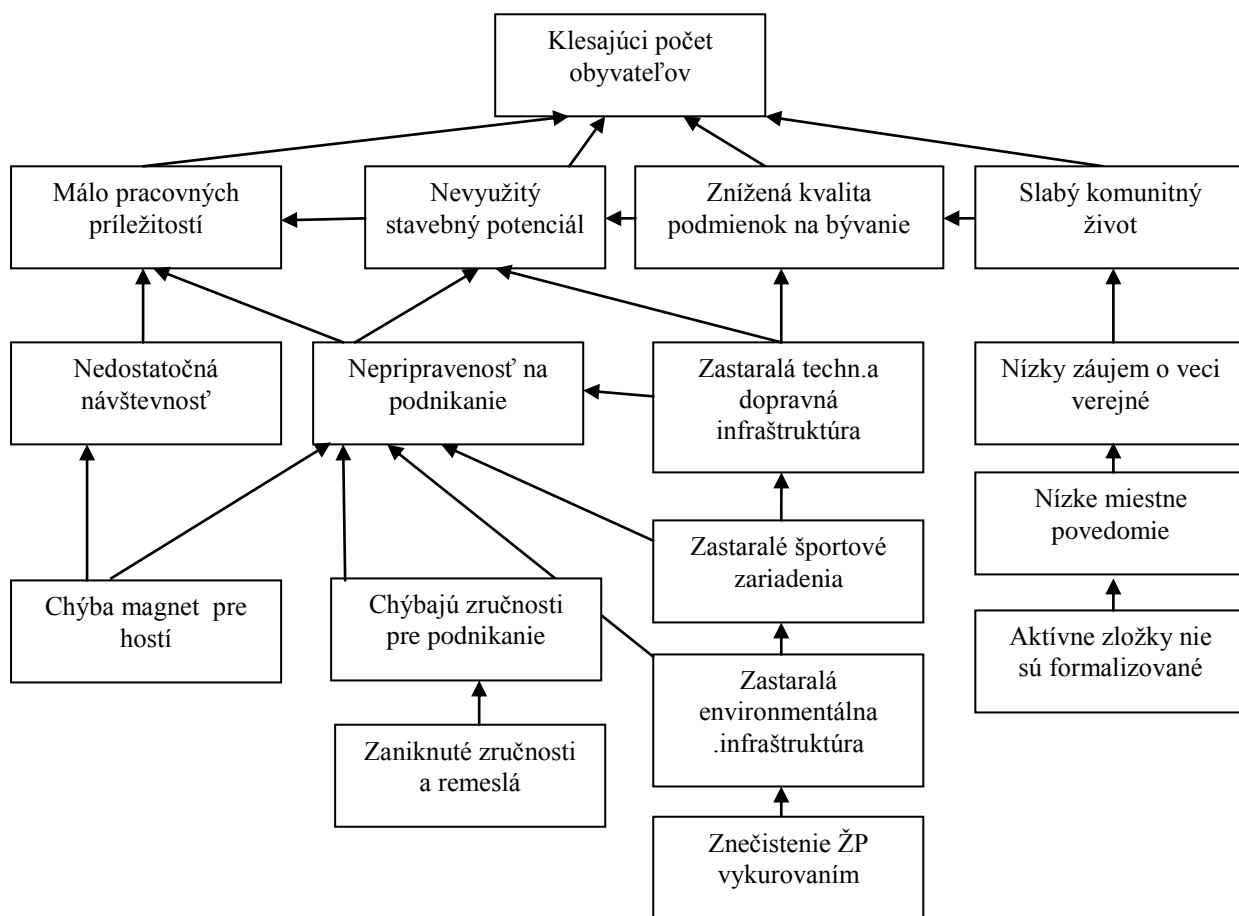 Klesajúci počet
obyvateľov
Málo pracovných
príležitostí
Nevyužitý
stavebný potenciál
Znížená kvalita
podmienok na bývanie
Slabý komunitný
život
Nedostatočná
návštevnosť
Nepripravenosť na
podnikanie
Zastaralá techn.a
dopravná
infraštruktúra
Nízky záujem o veci
verejné
Nízke miestne
povedomie
Zastaralé športové
zariadenia
Chýba magnet pre
hostí
Chýbajú zručnosti
pre podnikanie
Aktívne zložky nie
sú formalizované
Zastaralá
environmentálna
.infraštruktúra
Zaniknuté zručnosti
a remeslá
Znečistenie ŽP
vykurovaním